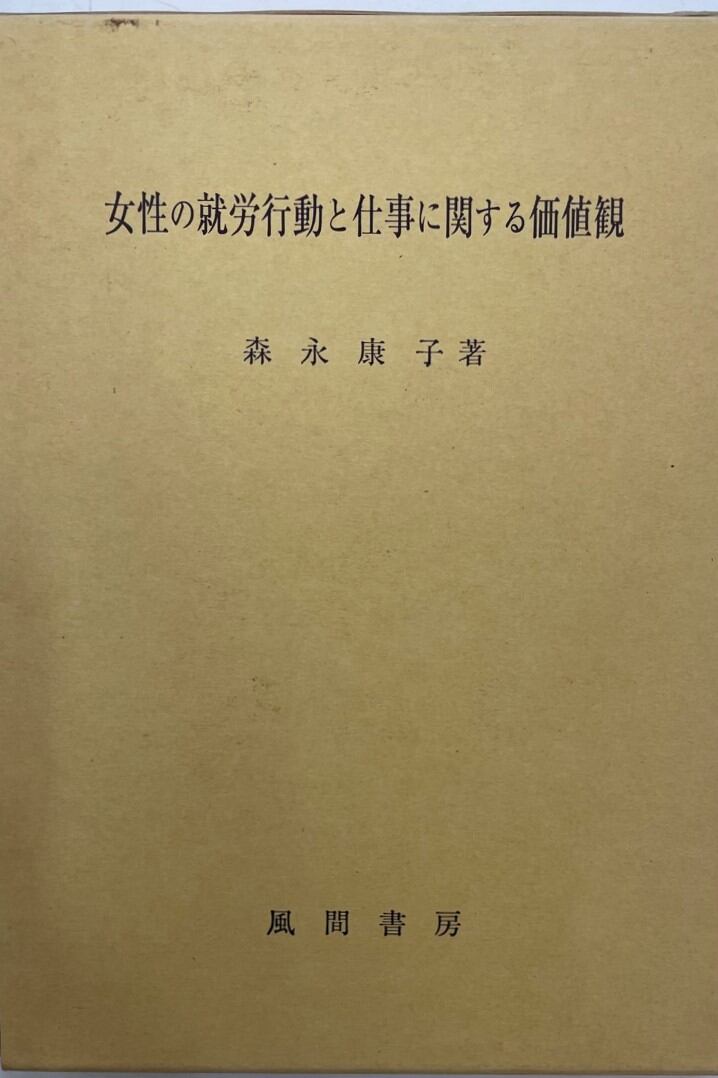 女性の就労行動と仕事に関する価値観
森永康子著
風間書房